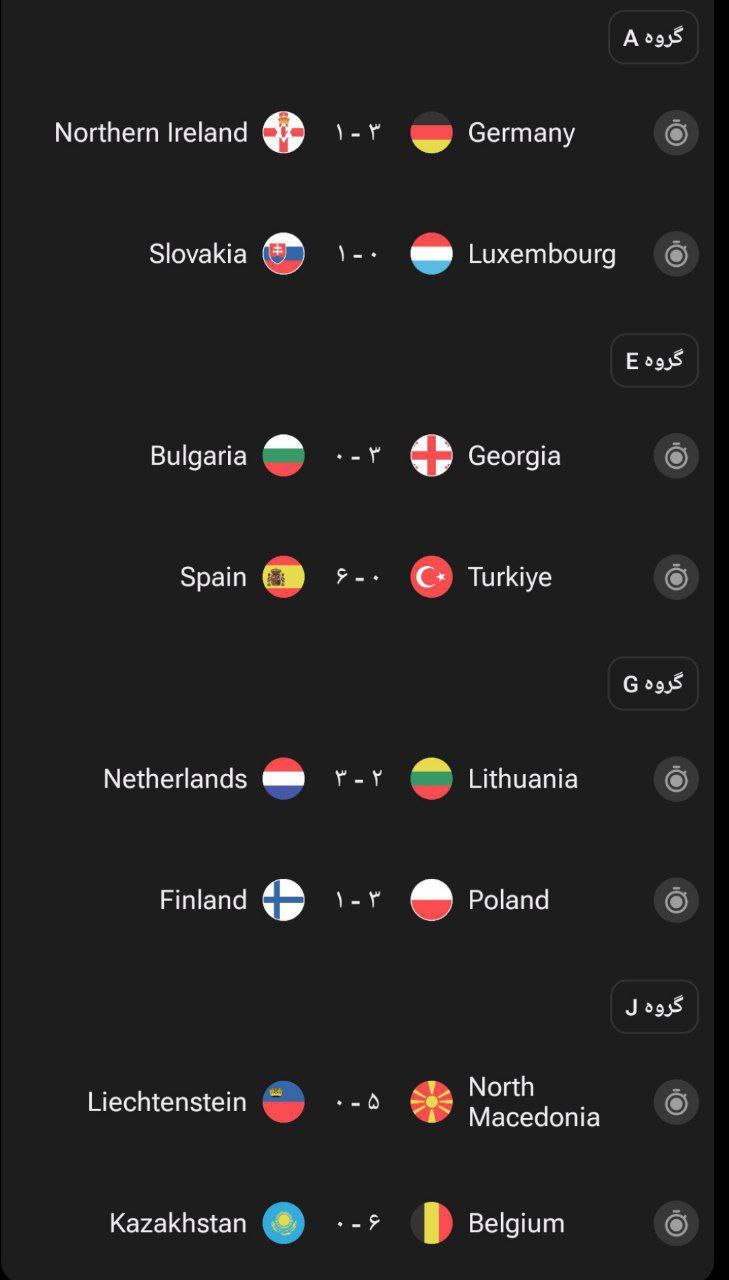 گروه A
Northern Ireland ۱ - ۳ Germany
Slovakia ۱ - ۰ Luxembourg
گروه E
Bulgaria ۰ - ۳ Georgia
Spain ۶ - ۰ Turkiye
گروه G
Netherlands ۳ - ۲ Lithuania
Finland ۱ - ۳ Poland
گروه J
Liechtenstein ۰ - ۵ North
Macedonia
Kazakhstan ۰ - ۶ Belgium